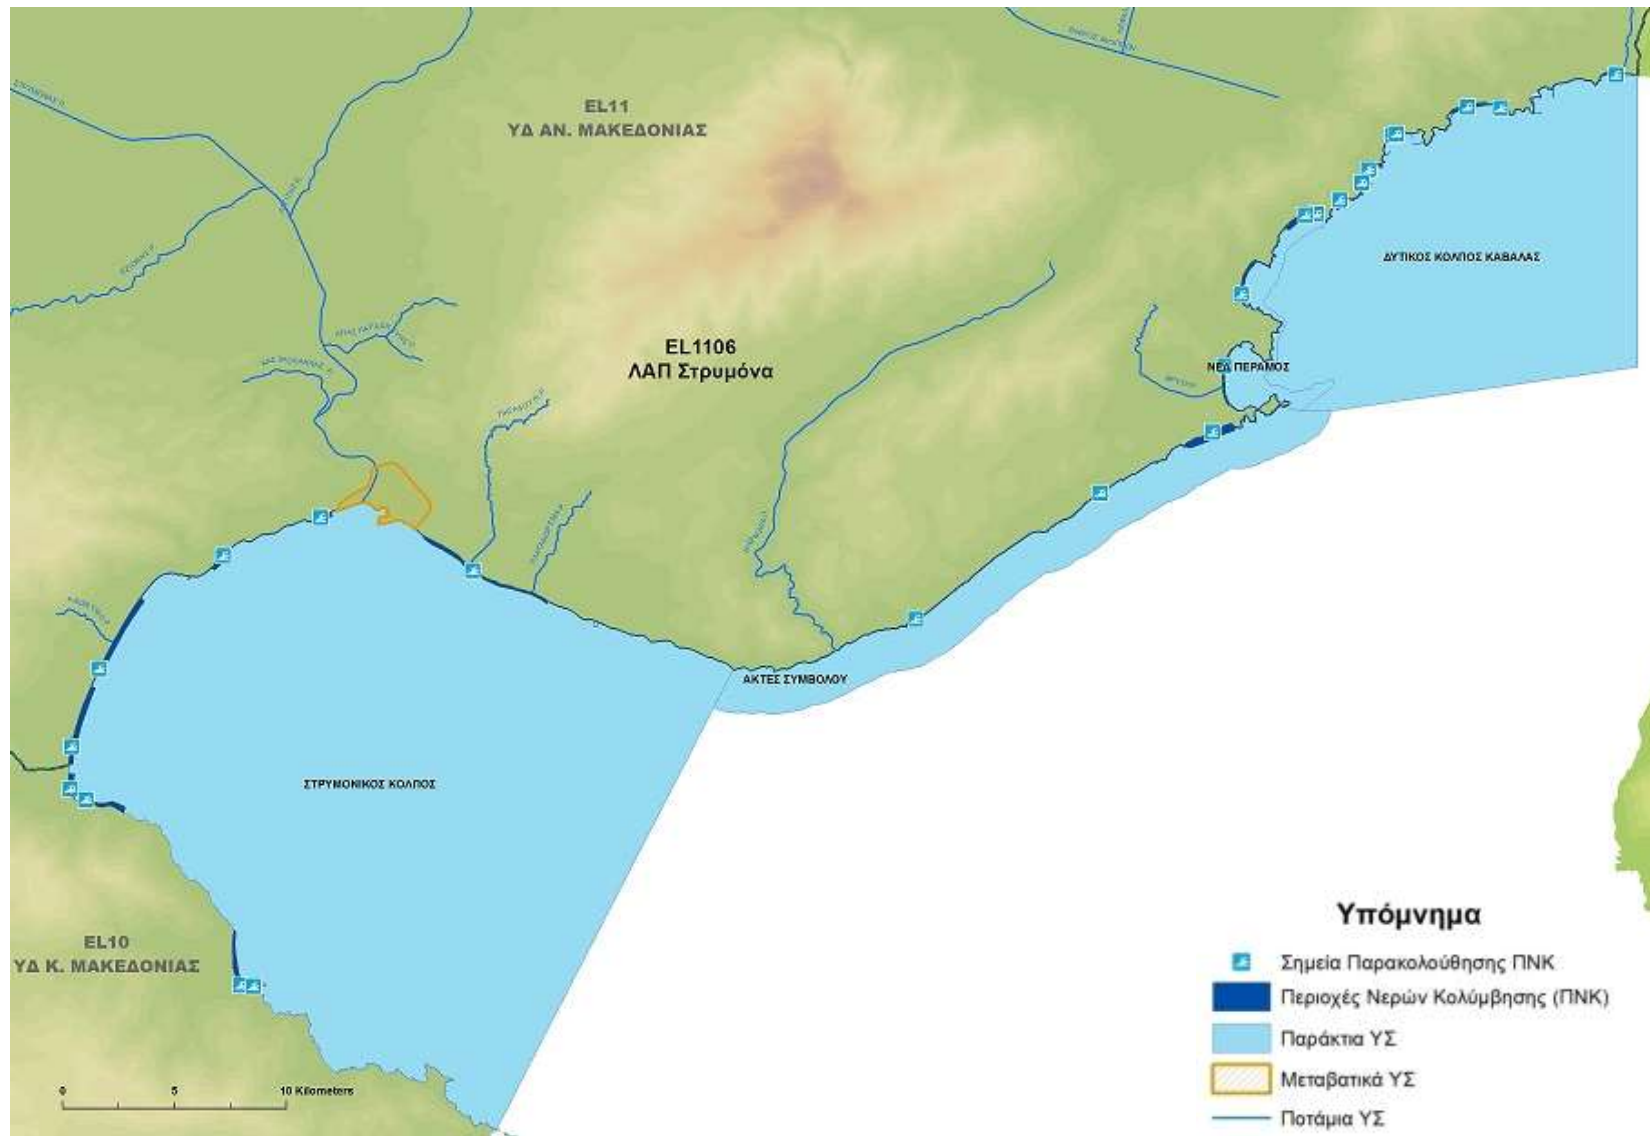 EL11
ΥΔ ΑΝ. ΜΑΚΕΔΟΝΙΑΣ
ΔΥΤΙΚΟΣ ΚΟΛΠΟΣ ΚΑΒΑΛΑΣ
EL1106
ΛΑΠ Στρυμόνα
ΝΕΑ ΠΕΡΑΜΟΣ
ΑΚΤΕΣ ΣΥΜΒΟΛΟΥ
ΣΤΡΥΜΟΝΙΚΟΣ ΚΟΛΠΟΣ
EL10
ΥΔ Κ. ΜΑΚΕΔΟΝΙΑΣ
Υπόμνημα
Σημεία Παρακολούθησης ΠΝΚ
Περιοχές Νερών Κολύμβησης (ΠΝΚ)
Παράκτια ΥΣ
Μεταβατικά ΥΣ
Ποτάμια ΥΣ
0 5 10 Kilometers